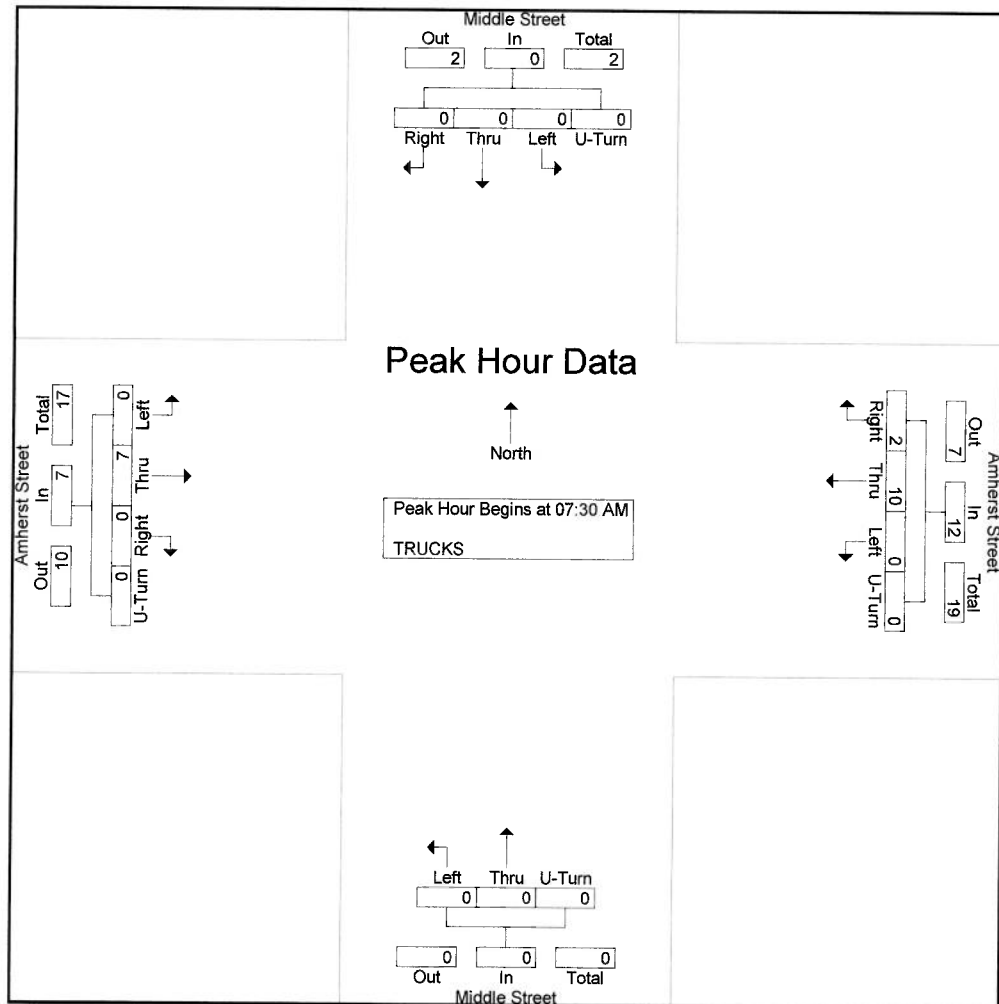 Middle Street
Out In Total
2 0 2
0 0 0 0
Right Thru Left U-Turn
Peak Hour Data
North
Peak Hour Begins at 07:30 AM
TRUCKS
Amherst Street
Total In Out
17 7 10
0 7 0 0
Left Thru Right U-Turn
Right Thru Left U-Turn
2 10 0 0
Out In Total
7 12 19
Amherst Street
Left Thru U-Turn
0 0 0
0 0 0
Out In Total
Middle Street